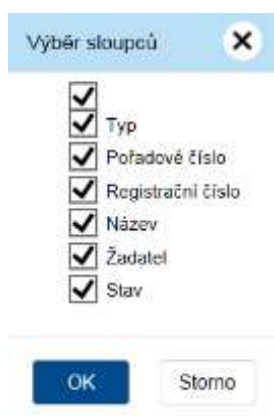 Výběr sloupců
Typ
Pořadové číslo
Registrační číslo
Název
Žadatel
Stav
OK Storno